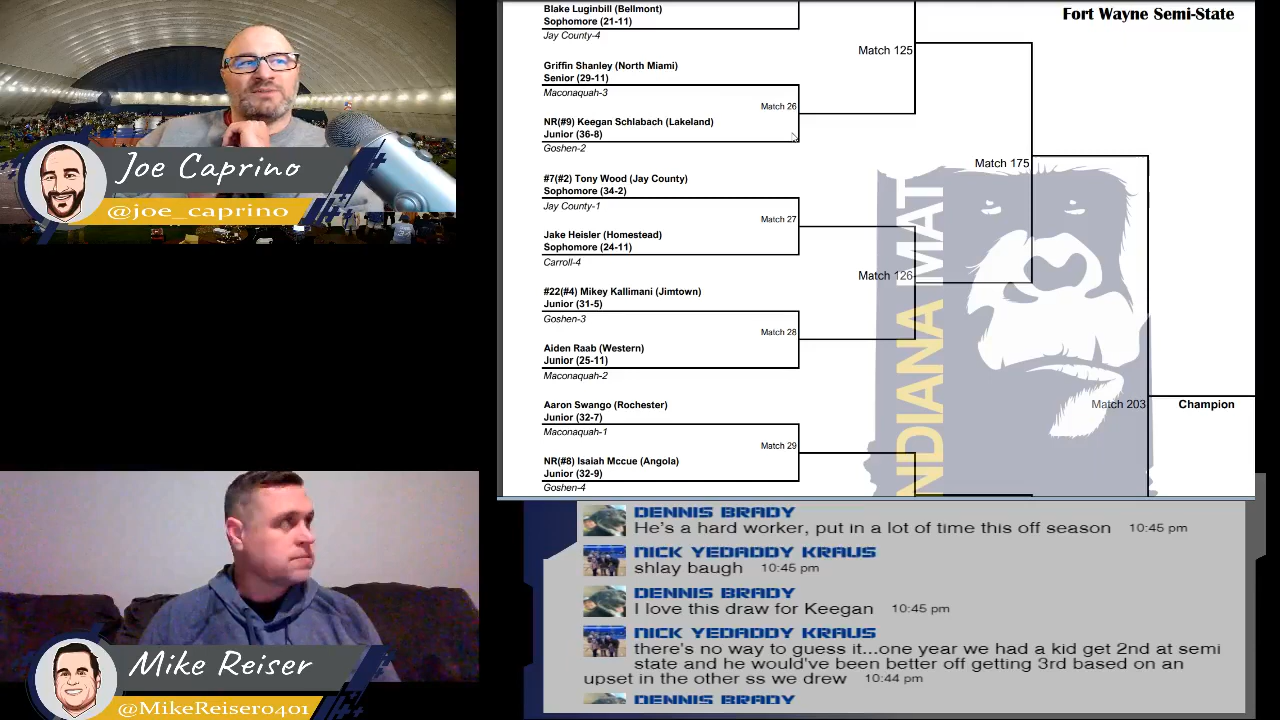 Joe Caprino
@joe_caprino
Mike Reiser
@MikeReiser0401
Fort Wayne Semi-State
Blake Luginbill (Bellmont)
Sophomore (21-11)
Jay County-4
Match 125
Griffin Shanley (North Miami)
Senior (29-11)
Maconaquah-3
Match 26
NR(#9) Keegan Schlabach (Lakeland)
Junior (36-8)
Goshen-2
Match 175
#7(#2) Tony Wood (Jay County)
Sophomore (34-2)
Jay County-1
Match 27
Jake Heisler (Homestead)
Sophomore (24-11)
Carroll-4
Match 126
#22(#4) Mikey Kallimani (Jimtown)
Junior (31-5)
Goshen-3
Match 28
Aiden Raab (Western)
Junior (25-11)
Maconaquah-2
Aaron Swango (Rochester)
Junior (32-7)
Maconaquah-1
Match 203
Champion
Match 29
NR(#8) Isaiah Mccue (Angola)
Junior (32-9)
Goshen-4
NDIANA MAT
DENNIS BRADY
He's a hard worker, put in a lot of time this off season 10:45 pm
NICK YEDADDY KRAUS
shlay baugh 10:45 pm
DENNIS BRADY
I love this draw for Keegan 10:45 pm
NICK YEDADDY KRAUS
there's no way to guess it...one year we had a kid get 2nd at semi
state and he would've been better off getting 3rd based on an
upset in the other ss we drew 10:44 pm
DENNIS BRADY